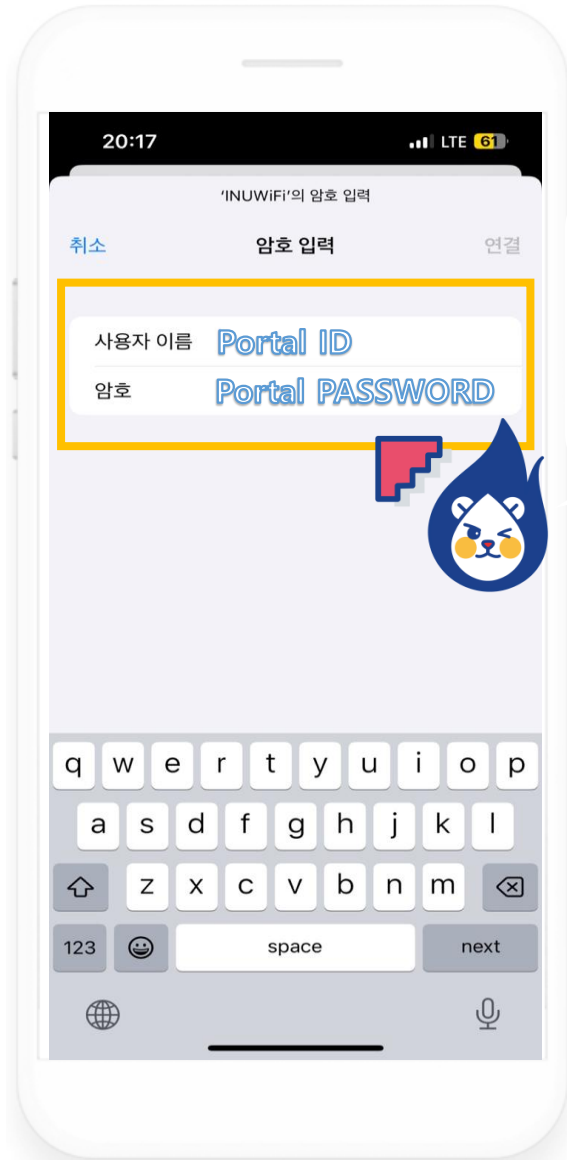 20:17 LTE 61
'INUWiFi'의 암호 입력
취소 암호 입력 연결
사용자 이름 Portal ID
암호 Portal PASSWORD
q w e r t y u i o p
a s d f g h j k l
z x c v b n m
123 space next